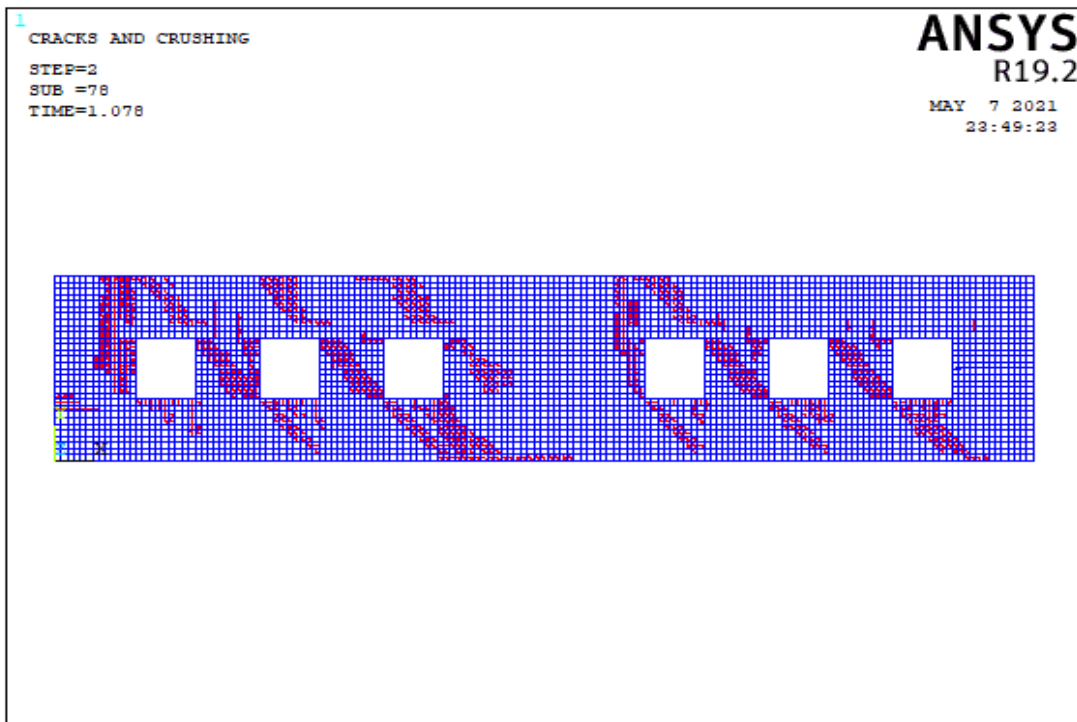 1
CRACKS AND CRUSHING
STEP=2
SUB =78
TIME=1.078
ANSYS
R19.2
MAY 7 2021
23:49:23
X